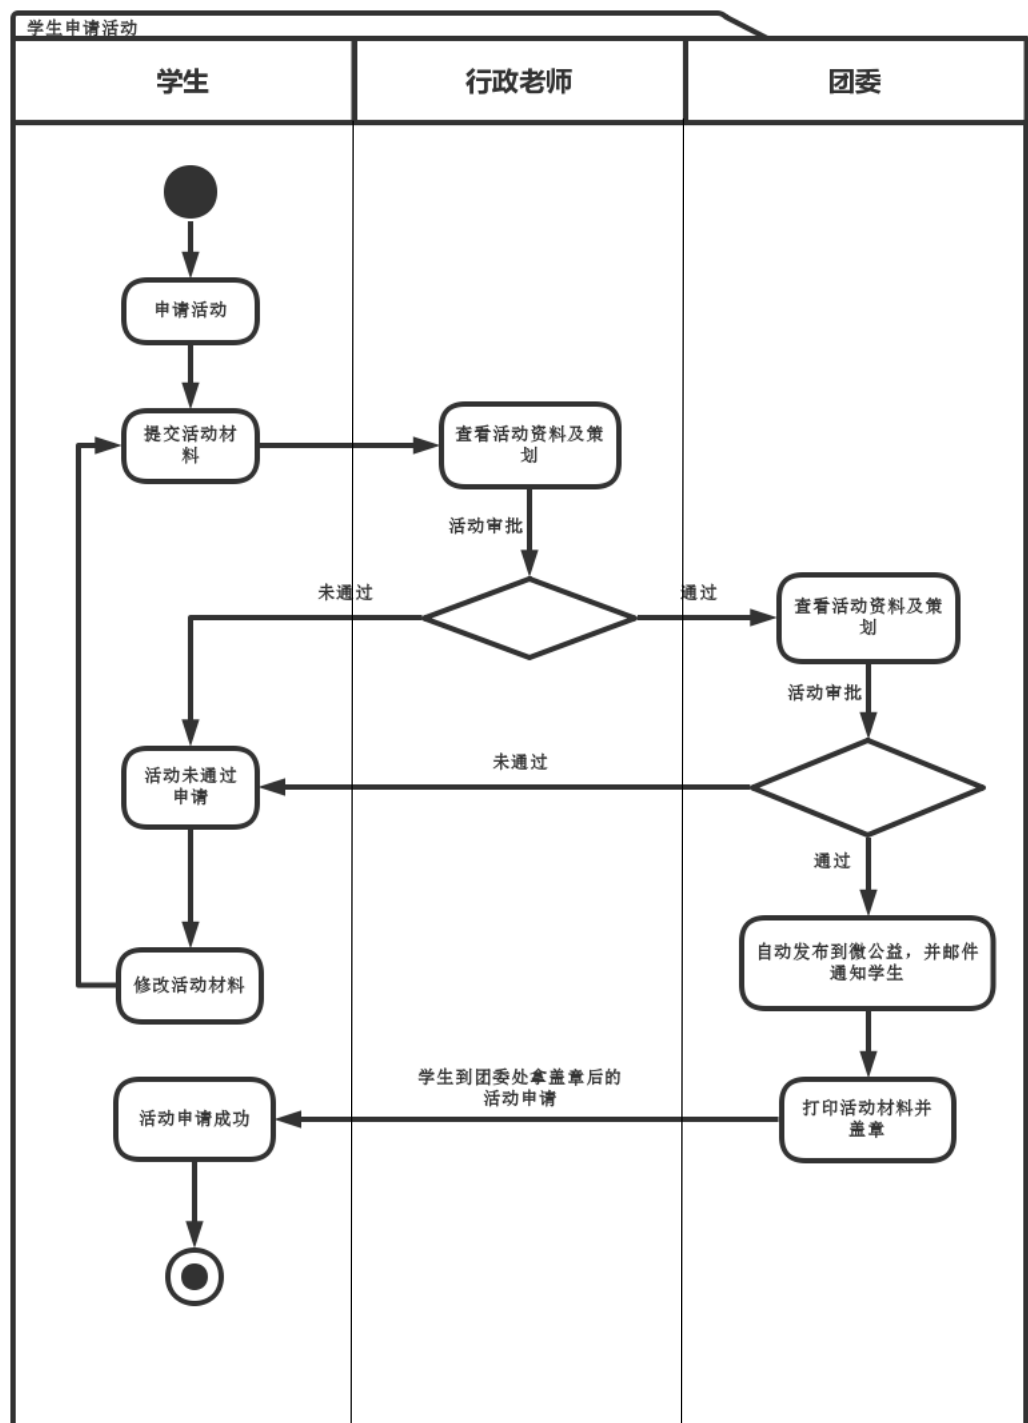 学生申请活动
学生
行政老师
团委
申请活动
提交活动材
料
查看活动资料及策
划
活动审批
未通过
通过
查看活动资料及策
划
活动审批
活动未通过
申请
未通过
通过
修改活动材料
自动发布到微公益，并邮件
通知学生
学生到团委处拿盖章后的
活动申请
活动申请成功
打印活动材料并
盖章